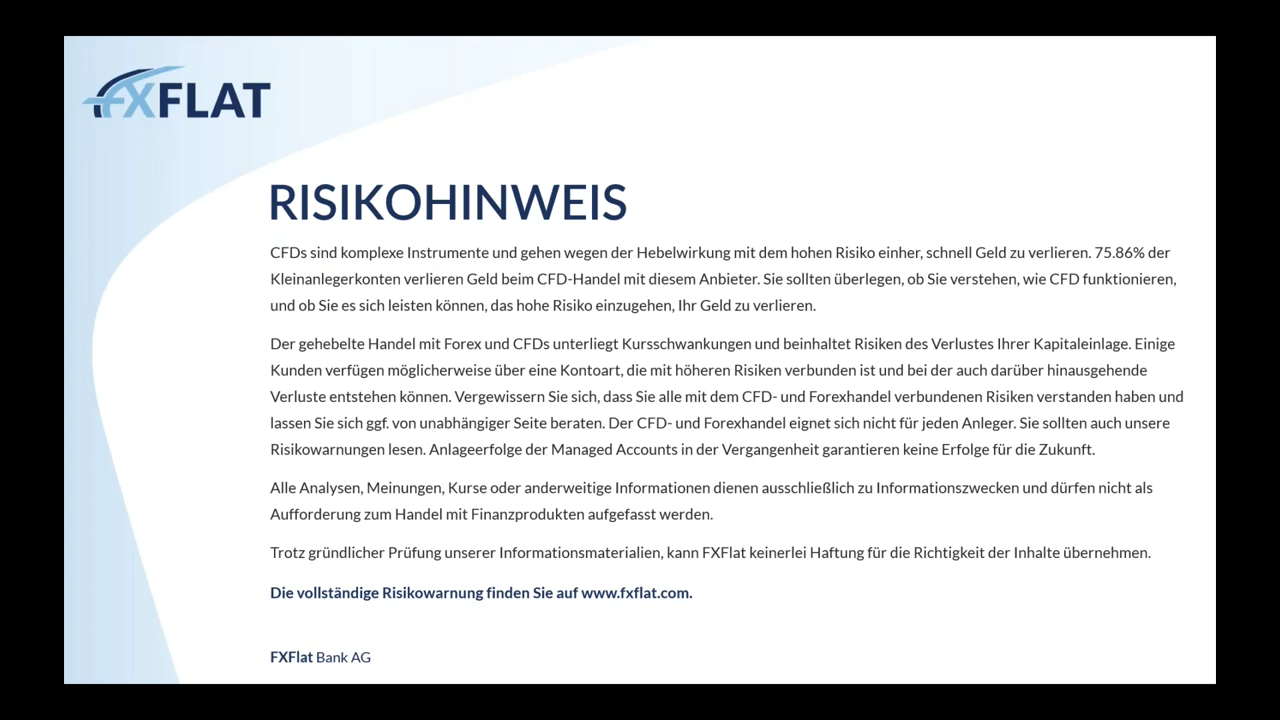 FXFLAT
RISIKOHINWEIS
CFDs sind komplexe Instrumente und gehen wegen der Hebelwirkung mit dem hohen Risiko einher, schnell Geld zu verlieren. 75.86% der
Kleinanlegerkonten verlieren Geld beim CFD-Handel mit diesem Anbieter. Sie sollten überlegen, ob Sie verstehen, wie CFD funktionieren,
und ob Sie es sich leisten können, das hohe Risiko einzugehen, Ihr Geld zu verlieren.
Der gehebelte Handel mit Forex und CFDs unterliegt Kursschwankungen und beinhaltet Risiken des Verlustes Ihrer Kapitaleinlage. Einige
Kunden verfügen möglicherweise über eine Kontoart, die mit höheren Risiken verbunden ist und bei der auch darüber hinausgehende
Verluste entstehen können. Vergewissern Sie sich, dass Sie alle mit dem CFD- und Forexhandel verbundenen Risiken verstanden haben und
lassen Sie sich ggf. von unabhängiger Seite beraten. Der CFD- und Forexhandel eignet sich nicht für jeden Anleger. Sie sollten auch unsere
Risikowarnungen lesen. Anlageerfolge der Managed Accounts in der Vergangenheit garantieren keine Erfolge für die Zukunft.
Alle Analysen, Meinungen, Kurse oder anderweitige Informationen dienen ausschließlich zu Informationszwecken und dürfen nicht als
Aufforderung zum Handel mit Finanzprodukten aufgefasst werden.
Trotz gründlicher Prüfung unserer Informationsmaterialien, kann FXFlat keinerlei Haftung für die Richtigkeit der Inhalte übernehmen.
Die vollständige Risikowarnung finden Sie auf www.fxflat.com.
FXFlat Bank AG